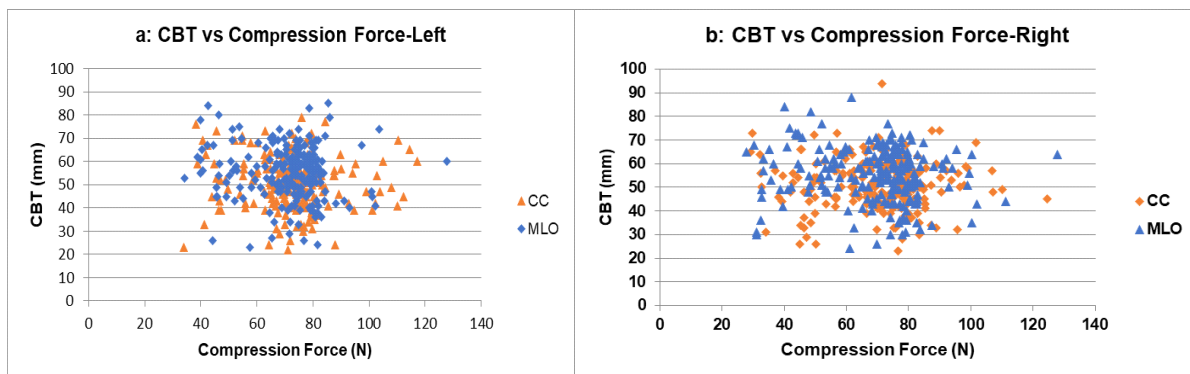 a: CBT vs Compression Force-Left
CBT (mm)
100
90
80
70
60
50
40
30
20
10
0
0 20 40 60 80 100 120 140
Compression Force (N)
CC
MLO
b: CBT vs Compression Force-Right
CBT (mm)
100
90
80
70
60
50
40
30
20
10
0
0 20 40 60 80 100 120 140
Compression Force (N)
CC
MLO